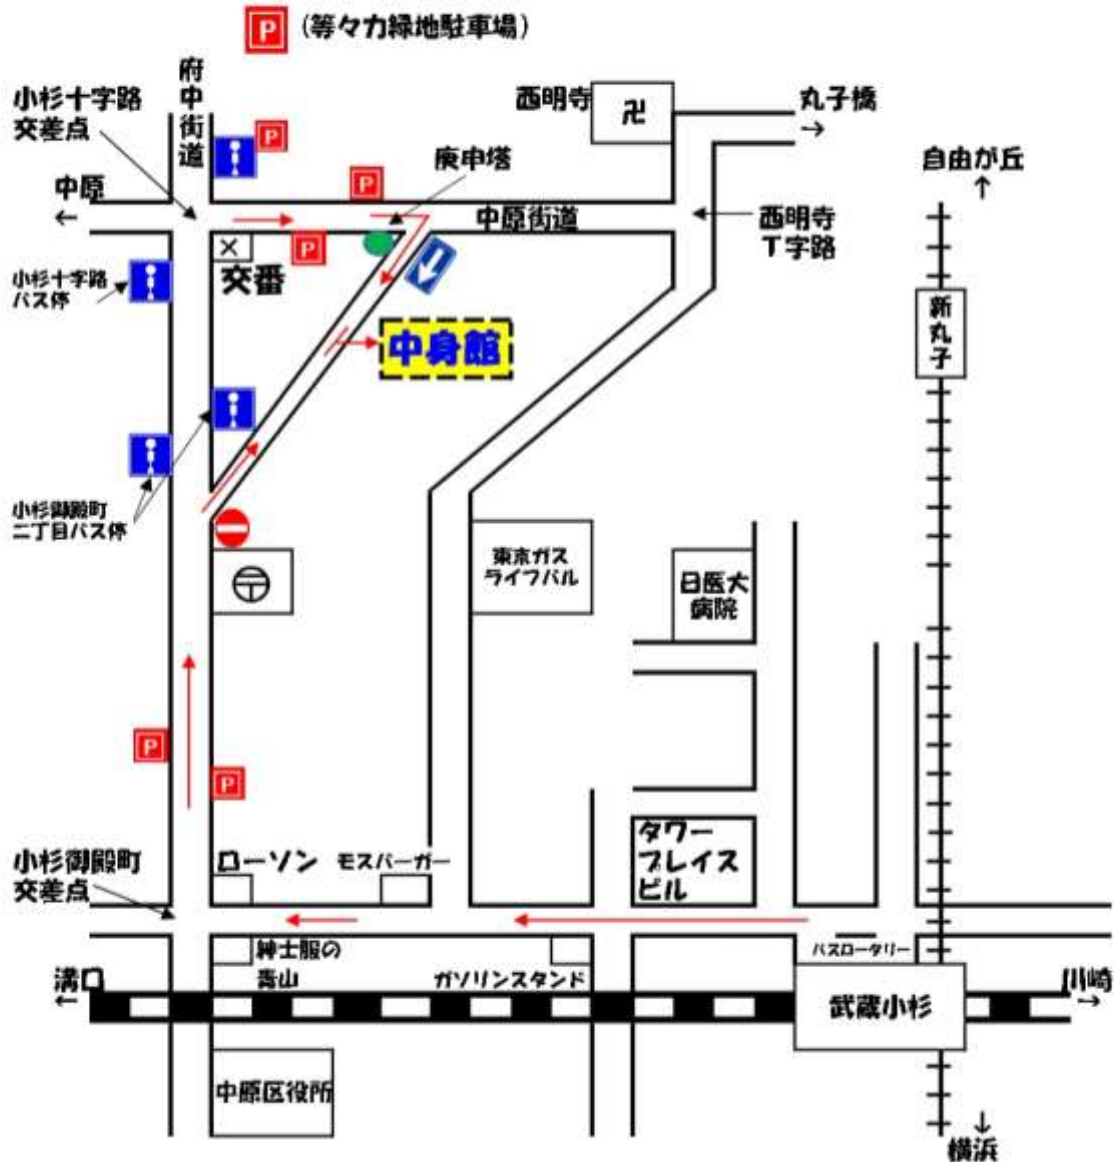 P (等々力緑地駐車場)
府中街道
小杉十字路
交差点
西明寺
卍
丸子橋
→
P
庚申塔
自由が丘
↑
中原
←
P
中原街道
西明寺
T字路
P
交番
小杉十字路
バス停
新丸子
中身館
小杉御殿町
二丁目バス停
〒
東京ガス
ライフバル
日医大
病院
P
P
タワー
プレイス
ビル
小杉御殿町
交差点
ローソン
モスバーガー
紳士服の
青山
ガソリンスタンド
バスロータリー
溝口
←
武蔵小杉
川崎
→
中原区役所
↓
横浜